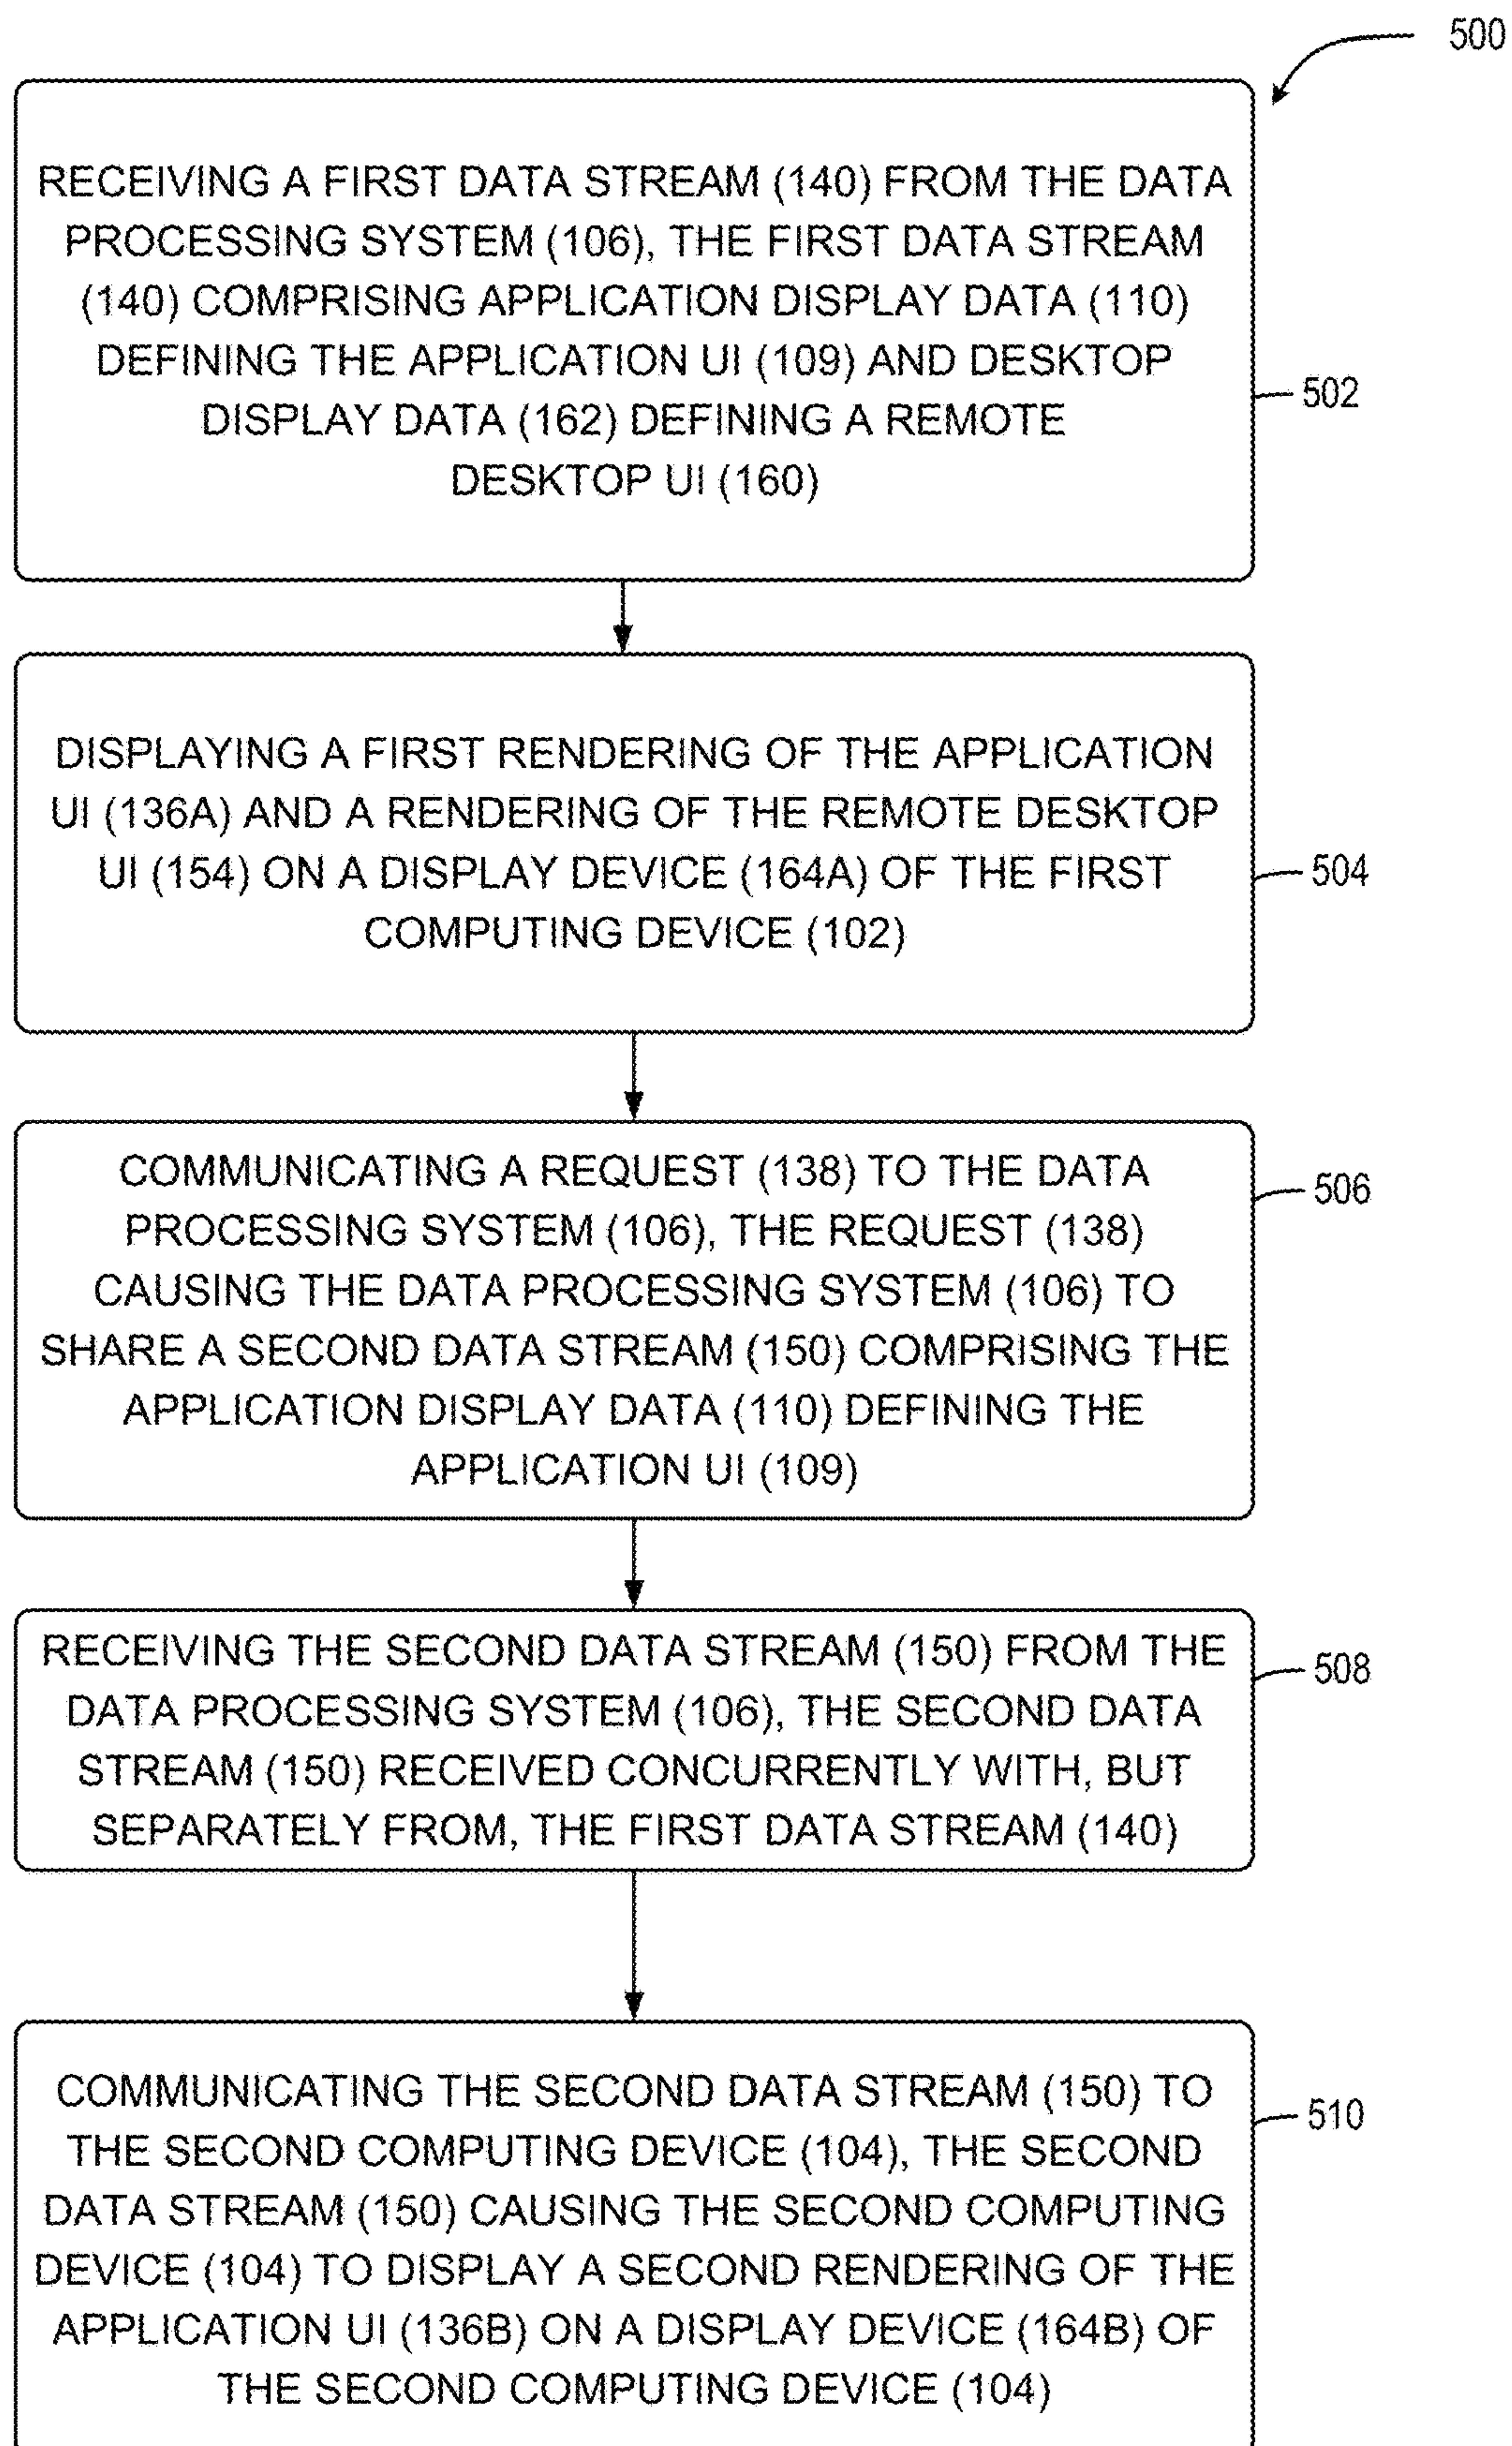 500
RECEIVING A FIRST DATA STREAM (140) FROM THE DATA
PROCESSING SYSTEM (106), THE FIRST DATA STREAM
(140) COMPRISING APPLICATION DISPLAY DATA (110)
DEFINING THE APPLICATION UI (109) AND DESKTOP
DISPLAY DATA (162) DEFINING A REMOTE
DESKTOP UI (160)
502
DISPLAYING A FIRST RENDERING OF THE APPLICATION
UI (136A) AND A RENDERING OF THE REMOTE DESKTOP
UI (154) ON A DISPLAY DEVICE (164A) OF THE FIRST
COMPUTING DEVICE (102)
504
COMMUNICATING A REQUEST (138) TO THE DATA
PROCESSING SYSTEM (106), THE REQUEST (138)
CAUSING THE DATA PROCESSING SYSTEM (106) TO
SHARE A SECOND DATA STREAM (150) COMPRISING THE
APPLICATION DISPLAY DATA (110) DEFINING THE
APPLICATION UI (109)
506
RECEIVING THE SECOND DATA STREAM (150) FROM THE
DATA PROCESSING SYSTEM (106), THE SECOND DATA
STREAM (150) RECEIVED CONCURRENTLY WITH, BUT
SEPARATELY FROM, THE FIRST DATA STREAM (140)
508
COMMUNICATING THE SECOND DATA STREAM (150) TO
THE SECOND COMPUTING DEVICE (104), THE SECOND
DATA STREAM (150) CAUSING THE SECOND COMPUTING
DEVICE (104) TO DISPLAY A SECOND RENDERING OF THE
APPLICATION UI (136B) ON A DISPLAY DEVICE (164B) OF
THE SECOND COMPUTING DEVICE (104)
510